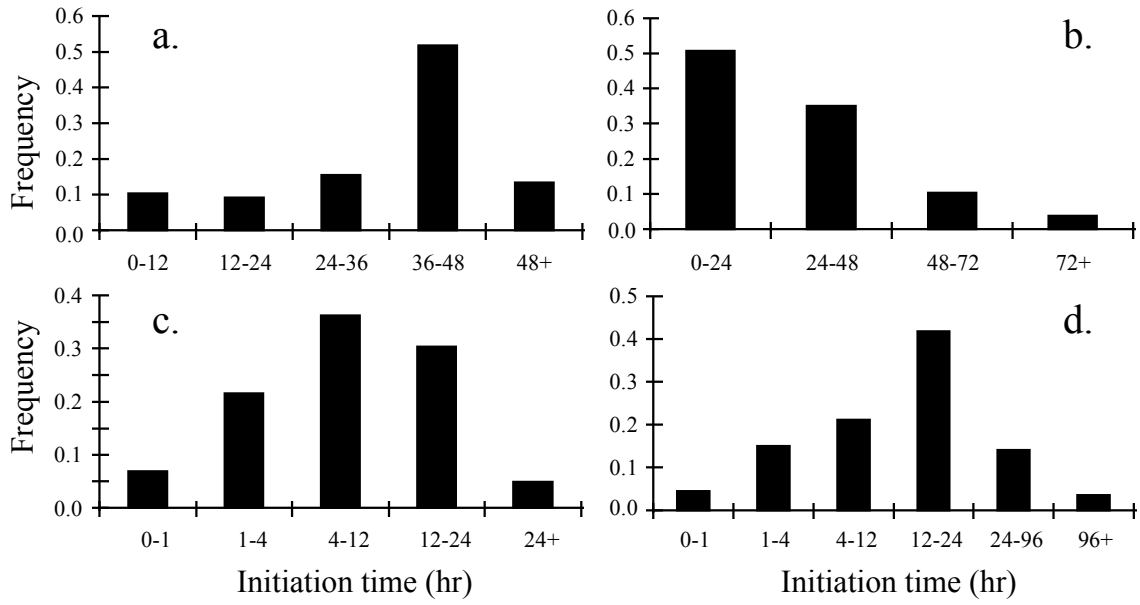 a.
Frequency
0.6
0.5
0.4
0.3
0.2
0.1
0.0
0-12 12-24 24-36 36-48 48+
b.
0.6
0.5
0.4
0.3
0.2
0.1
0.0
0-24 24-48 48-72 72+
c.
Frequency
0.4
0.3
0.2
0.1
0.0
0-1 1-4 4-12 12-24 24+
Initiation time (hr)
d.
0.5
0.4
0.3
0.2
0.1
0.0
0-1 1-4 4-12 12-24 24-96 96+
Initiation time (hr)